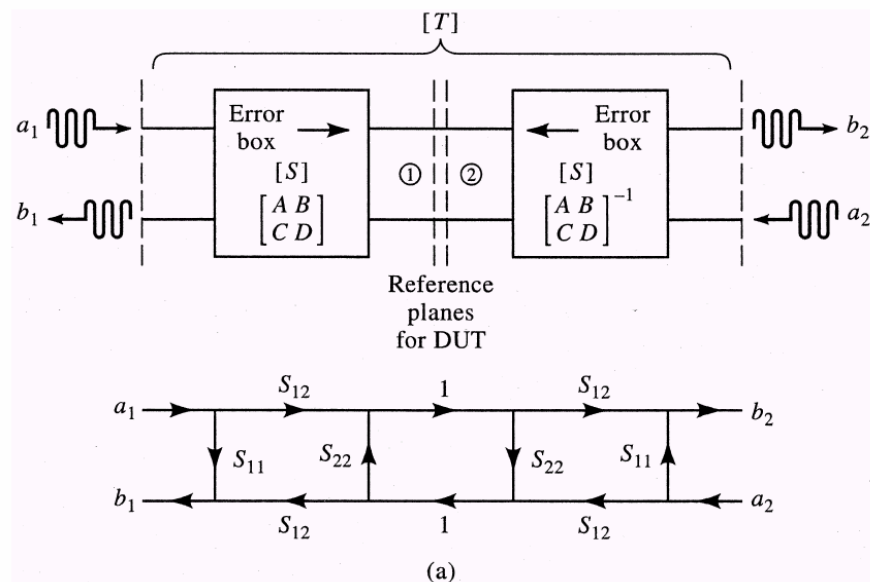 [T]
a₁
Error box
[S]
[A B
C D]
①
②
Error box
[S]
[A B
C D]⁻¹
b₂
b₁
a₂
Reference
planes
for DUT
a₁
S₁₂
1
S₁₂
b₂
S₁₁
S₂₂
S₂₂
S₁₁
b₁
S₁₂
1
S₁₂
a₂
(a)